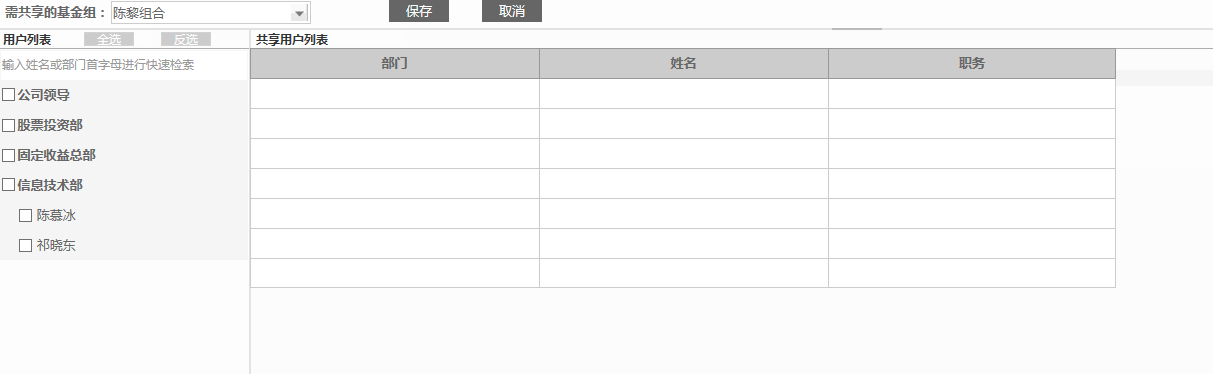 需共享的基金组： 陈黎组合 保存 取消
用户列表 全选 反选 共享用户列表
输入姓名或部门首字母进行快速检索
部门 姓名 职务
公司领导
股票投资部
固定收益总部
信息技术部
陈墓冰
祁晓东